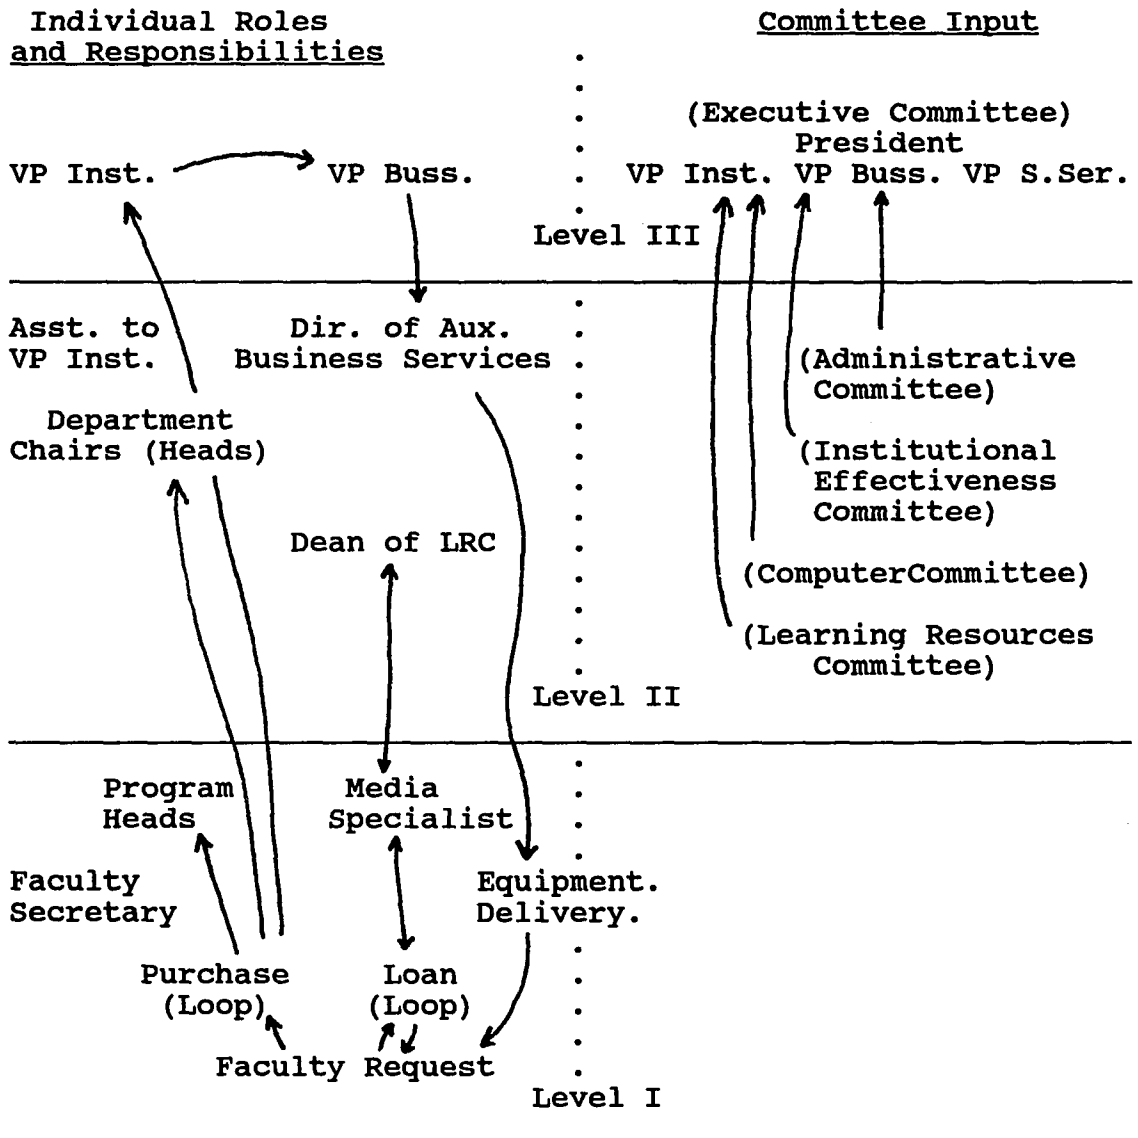 Individual Roles
and Responsibilities
Committee Input
(Executive Committee)
President
VP Inst.
VP Buss.
VP Inst. VP Buss. VP S.Ser.
Level III
Asst. to
VP Inst.
Dir. of Aux.
Business Services
(Administrative
Committee)
Department
Chairs (Heads)
(Institutional
Effectiveness
Committee)
Dean of LRC
(ComputerCommittee)
(Learning Resources
Committee)
Level II
Program
Heads
Media
Specialist
Faculty
Secretary
Equipment.
Delivery.
Purchase
(Loop)
Loan
(Loop)
Faculty Request
Level I